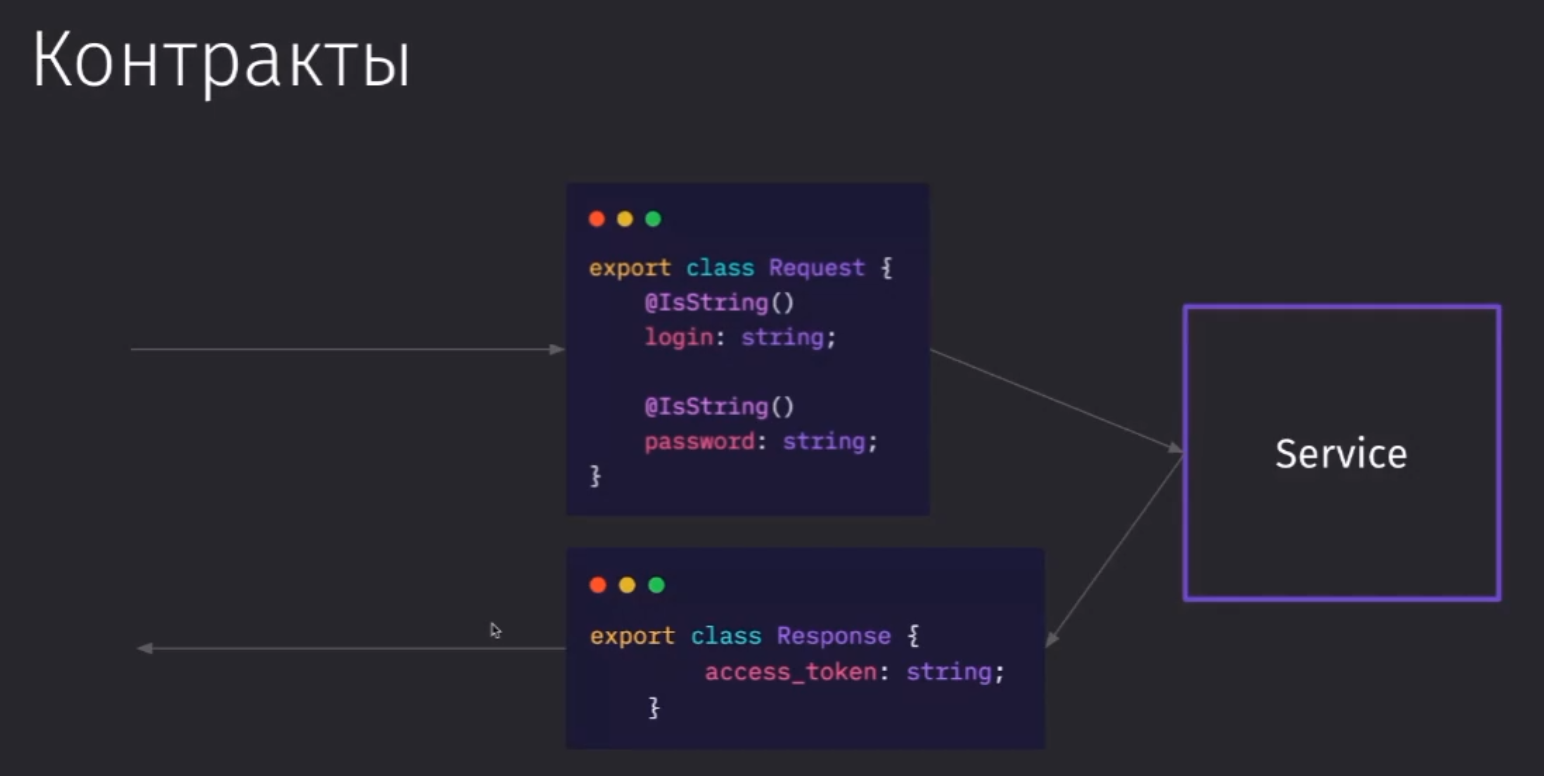 Контракты
export class Request {
    @IsString()
    login: string;

    @IsString()
    password: string;
}
Service
export class Response {
        access_token: string;
    }